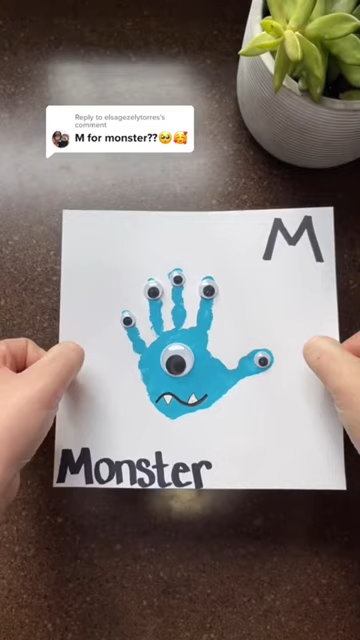 Reply to elsagezelytorres's
comment
M for monster??🥺🥰
M
Monster